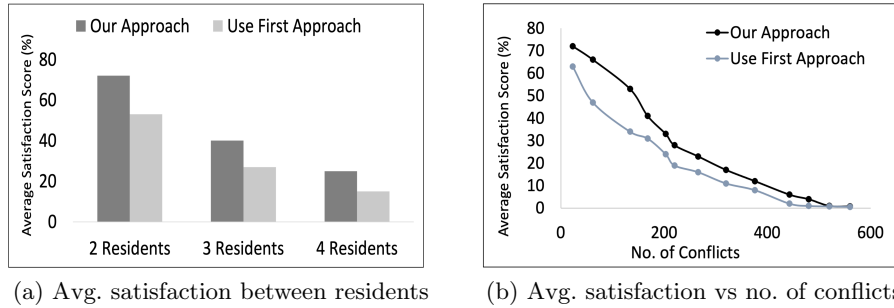 Our Approach Use First Approach
Average Satisfaction Score (%)
80
60
40
20
0
2 Residents 3 Residents 4 Residents
(a) Avg. satisfaction between residents
80
70
60
50
40
30
20
10
0
Average Satisfaction Score (%)
Our Approach
Use First Approach
0 200 400 600
No. of Conflicts
(b) Avg. satisfaction vs no. of conflicts